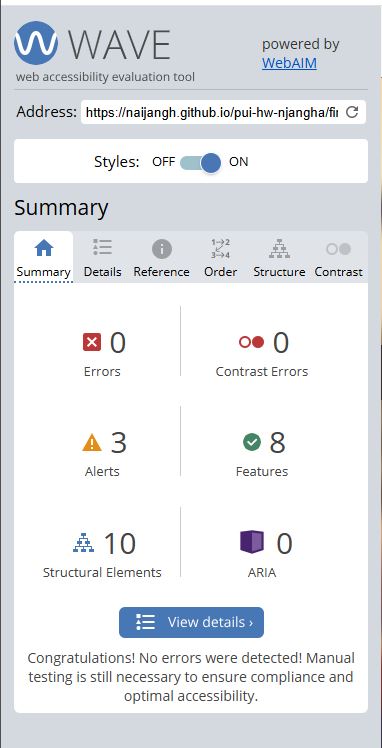 WAVE
web accessibility evaluation tool
powered by
WebAIM
Address: https://naijangh.github.io/pui-hw-njangha/fi
Styles: OFF ON
Summary
Summary Details Reference Order Structure Contrast
0
Errors
0
Contrast Errors
3
Alerts
8
Features
10
Structural Elements
0
ARIA
View details ›
Congratulations! No errors were detected! Manual
testing is still necessary to ensure compliance and
optimal accessibility.